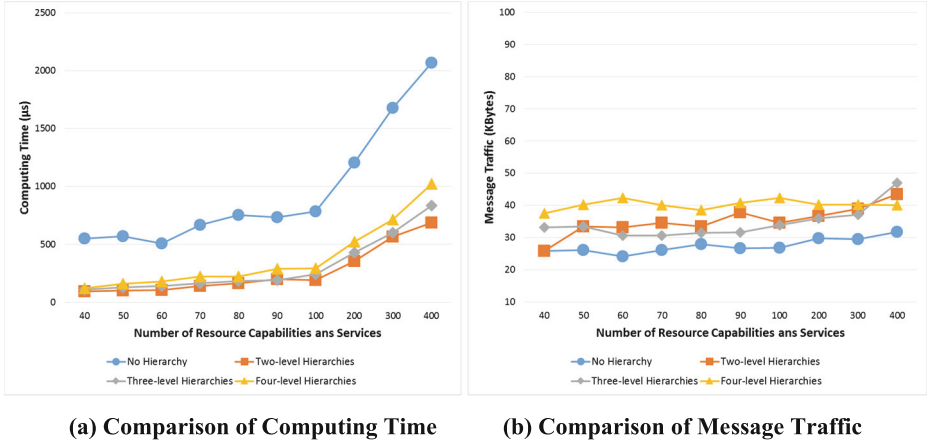 2500
2000
1500
1000
500
0
Computing Time (µs)
40 50 60 70 80 90 100 200 300 400
Number of Resource Capabilities ans Services
No Hierarchy Two-level Hierarchies
Three-level Hierarchies Four-level Hierarchies
(a) Comparison of Computing Time
100
90
80
70
60
50
40
30
20
10
Message Traffic (KBytes)
40 50 60 70 80 90 100 200 300 400
Number of Resource Capabilities ans Services
No Hierarchy Two-level Hierarchies
Three-level Hierarchies Four-level Hierarchies
(b) Comparison of Message Traffic